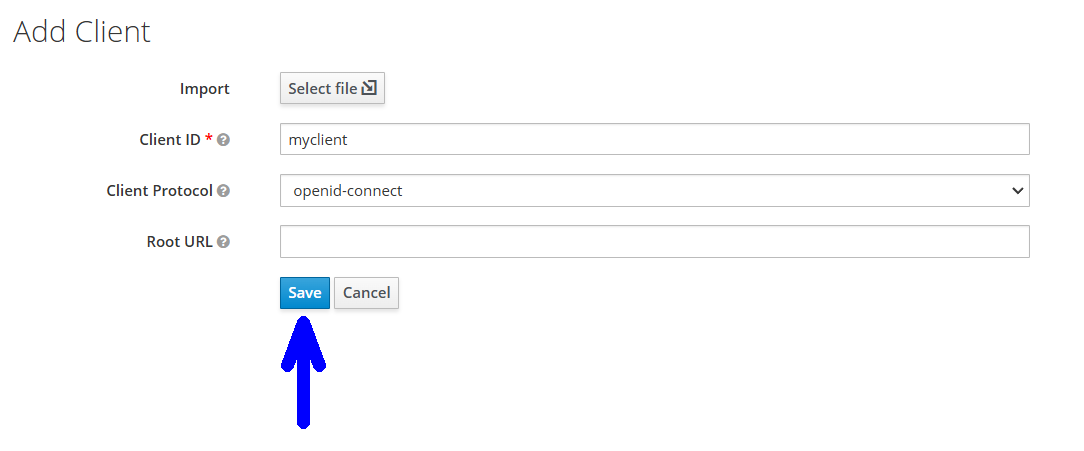 Add Client
Import Select file
Client ID * myclient
Client Protocol openid-connect
Root URL
Save Cancel